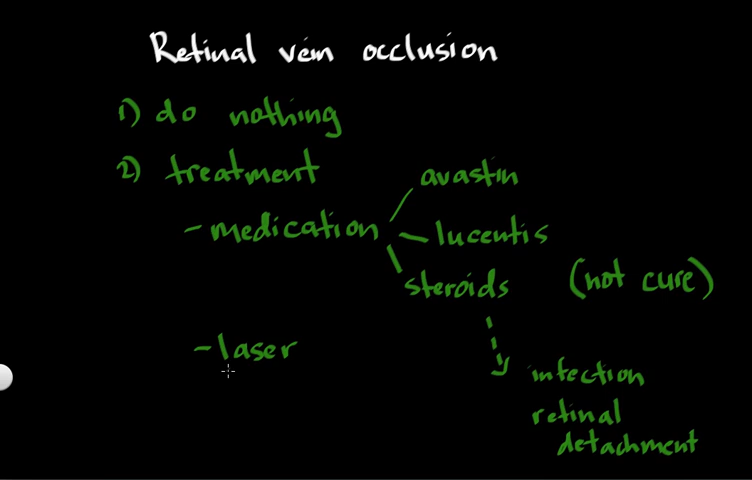 Retinal vein occlusion
1) do nothing
2) treatment
avastin
- medication
- lucentis
steroids (not cure)
- laser
infection
retinal
detachment